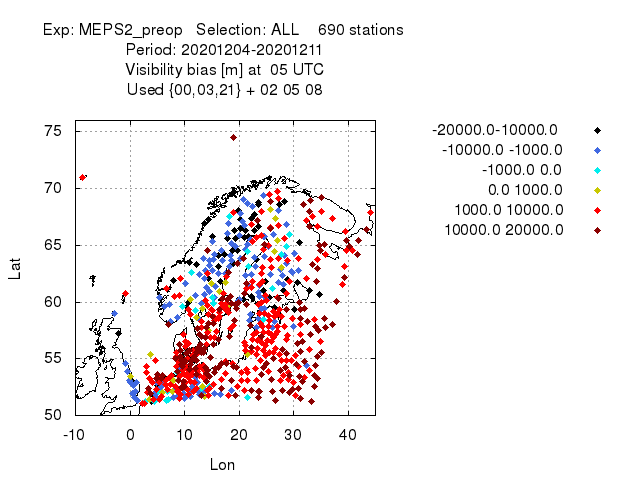 Exp: MEPS2_preop Selection: ALL 690 stations
Period: 20201204-20201211
Visibility bias [m] at 05 UTC
Used {00,03,21} + 02 05 08
-20000.0-10000.0
-10000.0 -1000.0
-1000.0 0.0
0.0 1000.0
1000.0 10000.0
10000.0 20000.0
75
70
65
60
55
50
Lat
-10 0 10 20 30 40
Lon